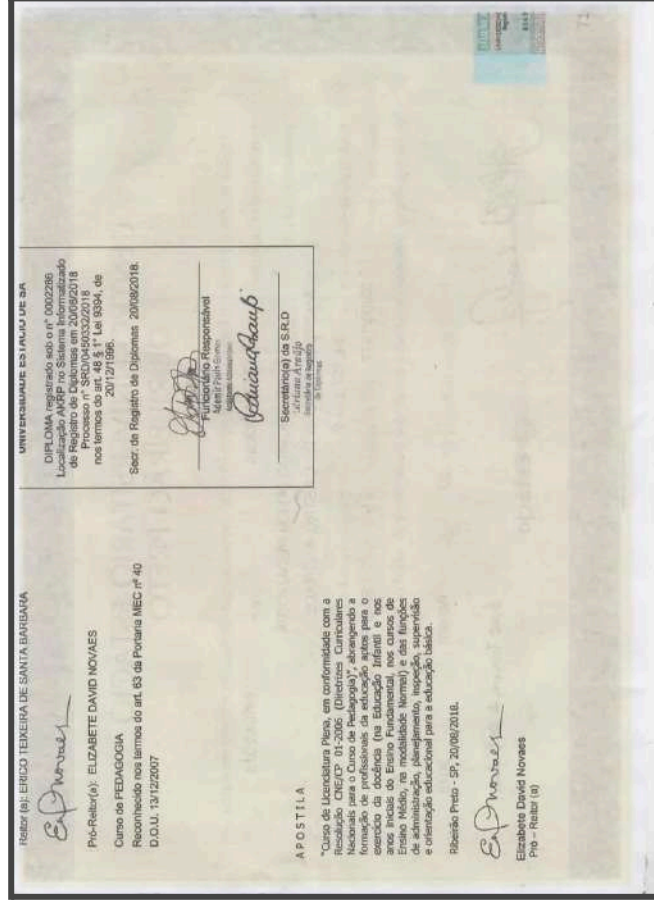 Reitor (a): ERICO TEIXEIRA DE SANTA BARBARA
Pró-Reitor(a): ELIZABETE DAVID NOVAES
Curso de PEDAGOGIA
Reconhecido nos termos do art. 63 da Portaria MEC nº 40
D.O.U. 13/12/2007
UNIVERSIDADE ESTÁCIO DE SÁ
DIPLOMA registrado sob o nº 0002286
Localização AKRP no Sistema Informatizado
de Registro de Diplomas em 20/08/2018
Processo nº SRD/0450332/2018
nos termos do art. 48 § 1º Lei 9394, de
20/12/1996.
Secr. de Registro de Diplomas 20/08/2018.
Funcionário Responsável
Secretário(a) da S.R.D
APOSTILA
"Curso de Licenciatura Plena, em conformidade com a
Resolução CNE/CP 01-2006 (Diretrizes Curriculares
Nacionais para o Curso de Pedagogia)", abrangendo a
formação de profissionais da educação aptos para o
exercício da docência (na Educação Infantil e nos
anos iniciais do Ensino Fundamental, nos cursos de
Ensino Médio, na modalidade Normal) e das funções
de administração, planejamento, inspeção, supervisão
e orientação educacional para a educação básica.
Ribeirão Preto - SP, 20/08/2018.
Elizabete David Novaes
Pró - Reitor (a)